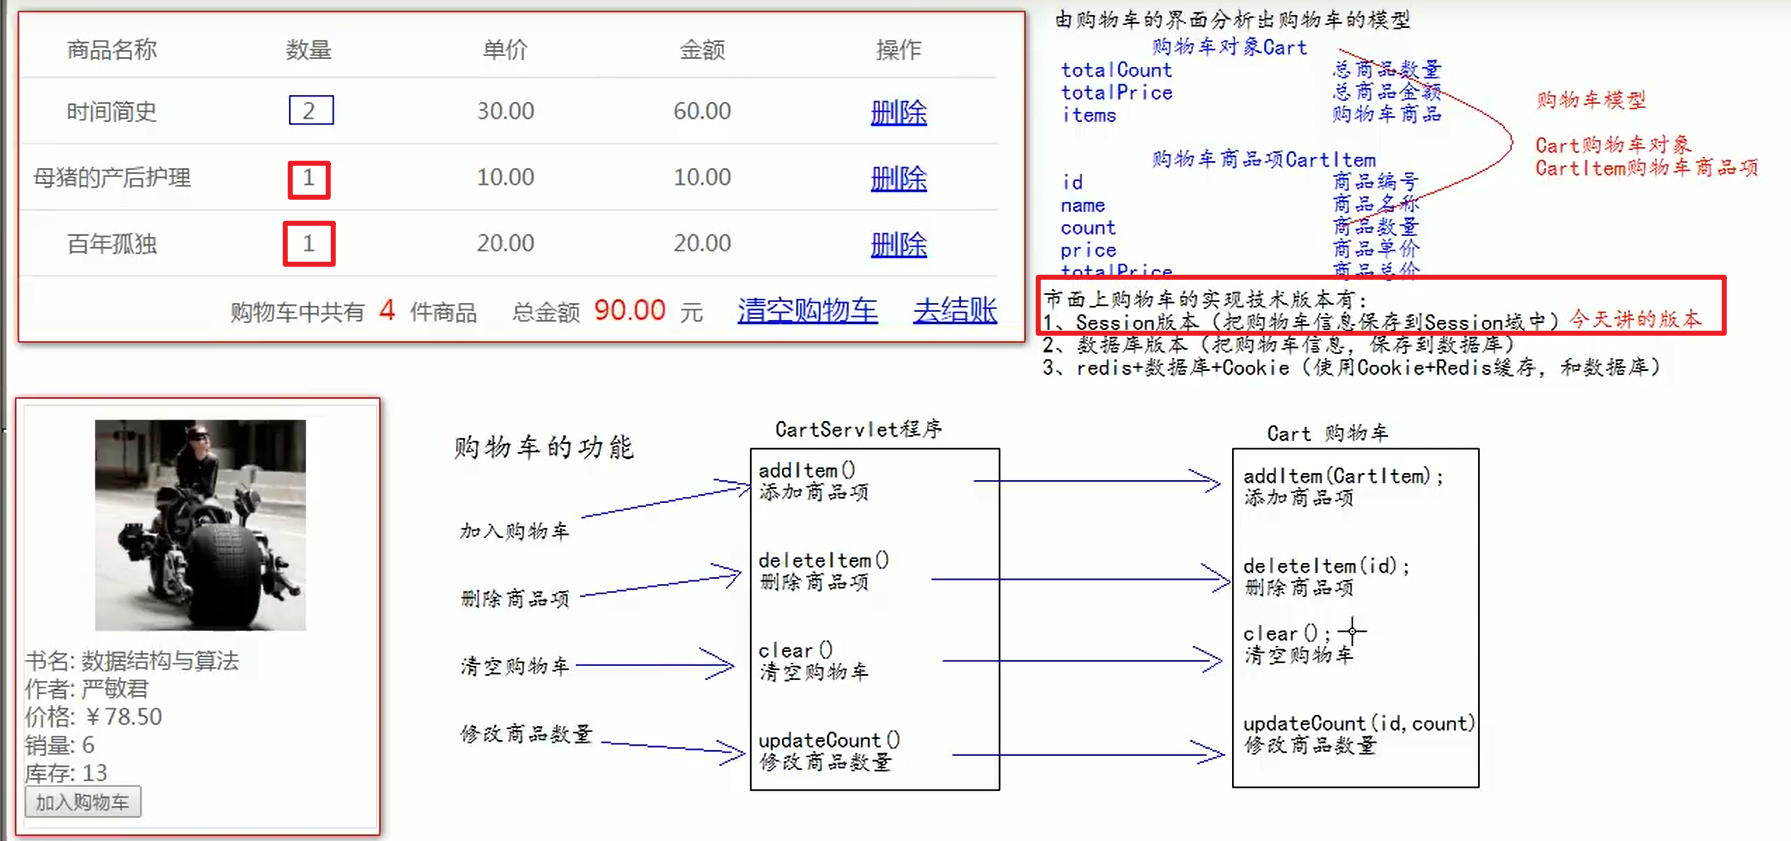 商品名称 数量 单价 金额 操作
时间简史 2 30.00 60.00 删除
母猪的产后护理 1 10.00 10.00 删除
百年孤独 1 20.00 20.00 删除
购物车中共有 4 件商品 总金额 90.00 元 清空购物车 去结账
由购物车的界面分析出购物车的模型
购物车对象Cart
totalCount 总商品数量
totalPrice 总商品金额
items 购物车商品
购物车商品项CartItem
id 商品编号
name 商品名称
count 商品数量
price 商品单价
totalPrice 商品总价
购物车模型
Cart购物车对象
CartItem购物车商品项
市面上购物车的实现技术版本有：
1、Session版本（把购物车信息保存到Session域中）今天讲的版本
2、数据库版本（把购物车信息，保存到数据库）
3、redis+数据库+Cookie（使用Cookie+Redis缓存，和数据库）
书名: 数据结构与算法
作者: 严敏君
价格: ￥78.50
销量: 6
库存: 13
加入购物车
购物车的功能
加入购物车
删除商品项
清空购物车
修改商品数量
CartServlet程序
addItem()
添加商品项
deleteItem()
删除商品项
clear()
清空购物车
updateCount()
修改商品数量
Cart 购物车
addItem(CartItem);
添加商品项
deleteItem(id);
删除商品项
clear();
清空购物车
updateCount(id,count)
修改商品数量